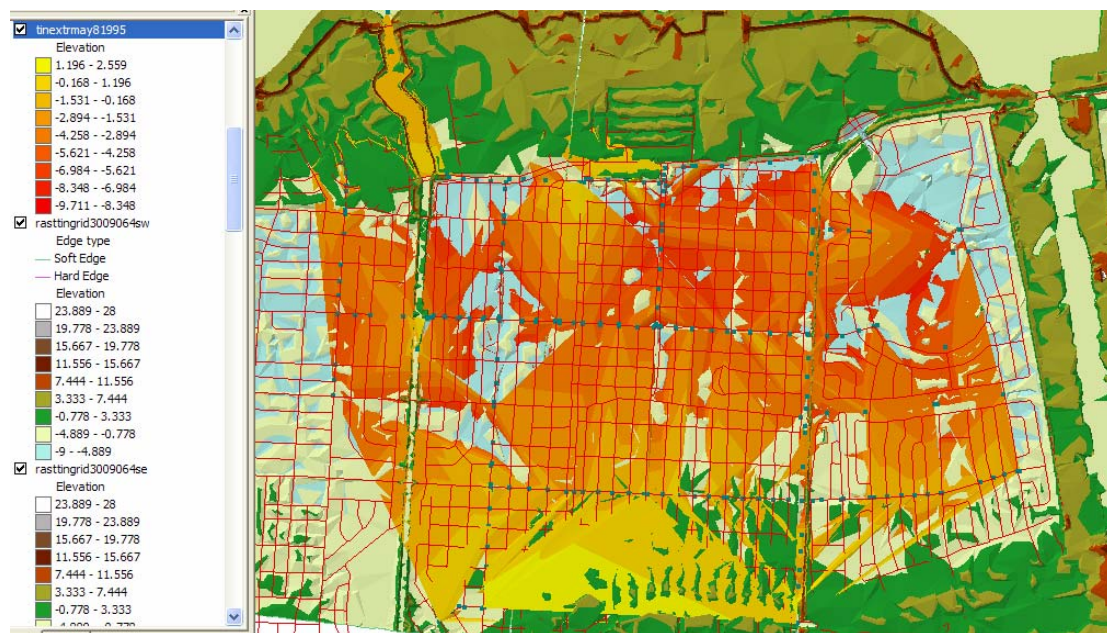 tinextrmay81995
Elevation
1.196 - 2.559
-0.168 - 1.196
-1.531 - -0.168
-2.894 - -1.531
-4.258 - -2.894
-5.621 - -4.258
-6.984 - -5.621
-8.348 - -6.984
-9.711 - -8.348
rasttingrid3009064sw
Edge type
Soft Edge
Hard Edge
Elevation
23.889 - 28
19.778 - 23.889
15.667 - 19.778
11.556 - 15.667
7.444 - 11.556
3.333 - 7.444
-0.778 - 3.333
-4.889 - -0.778
-9 - -4.889
rasttingrid3009064se
Elevation
23.889 - 28
19.778 - 23.889
15.667 - 19.778
11.556 - 15.667
7.444 - 11.556
3.333 - 7.444
-0.778 - 3.333
-4.889 - -0.778